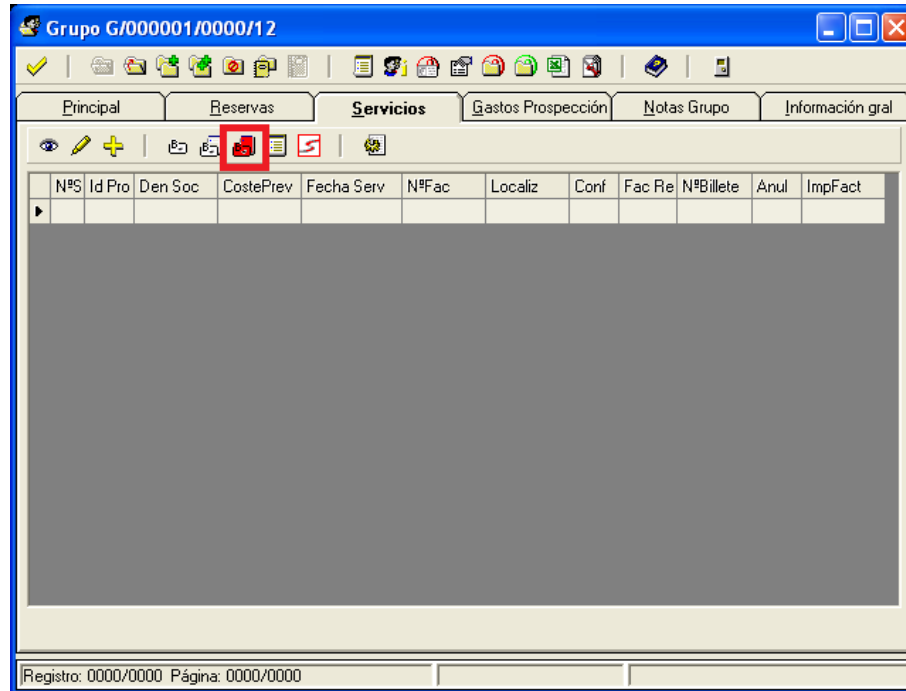 Grupo G/000001/0000/12
Principal Reservas Servicios Gastos Prospección Notas Grupo Información gral
NºS Id Pro Den Soc CostePrev Fecha Serv NºFac Localiz Conf Fac Re NºBillete Anul ImpFact
Registro: 0000/0000 Página: 0000/0000